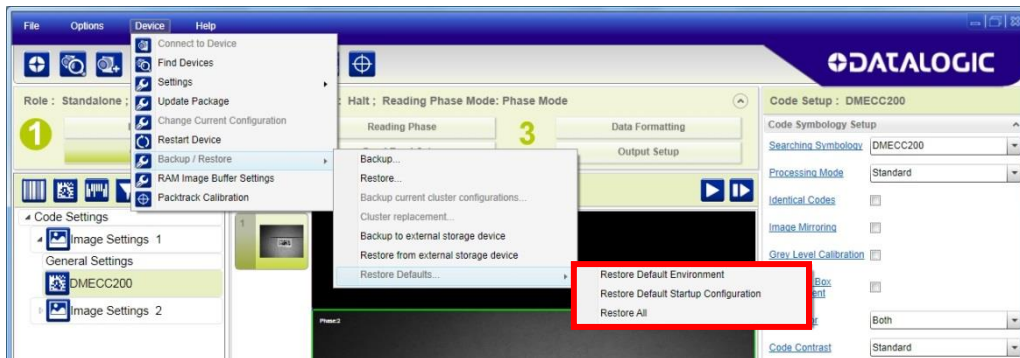 File Options Device Help
Connect to Device
Find Devices
Settings
Update Package
Change Current Configuration
Restart Device
Backup / Restore
RAM Image Buffer Settings
Packtrack Calibration
DATALOGIC
Role : Standalone ;
: Halt ; Reading Phase Mode: Phase Mode
1
Reading Phase
3
Data Formatting
Output Setup
Backup...
Restore...
Backup current cluster configurations...
Cluster replacement...
Backup to external storage device
Restore from external storage device
Restore Defaults...
Restore Default Environment
Restore Default Startup Configuration
Restore All
Code Settings
Image Settings 1
General Settings
DMECC200
Image Settings 2
1
Phase:2
Code Setup : DMECC200
Code Symbology Setup
Searching Symbology DMECC200
Processing Mode Standard
Identical Codes
Image Mirroring
Grey Level Calibration
Box
Both
Code Contrast Standard